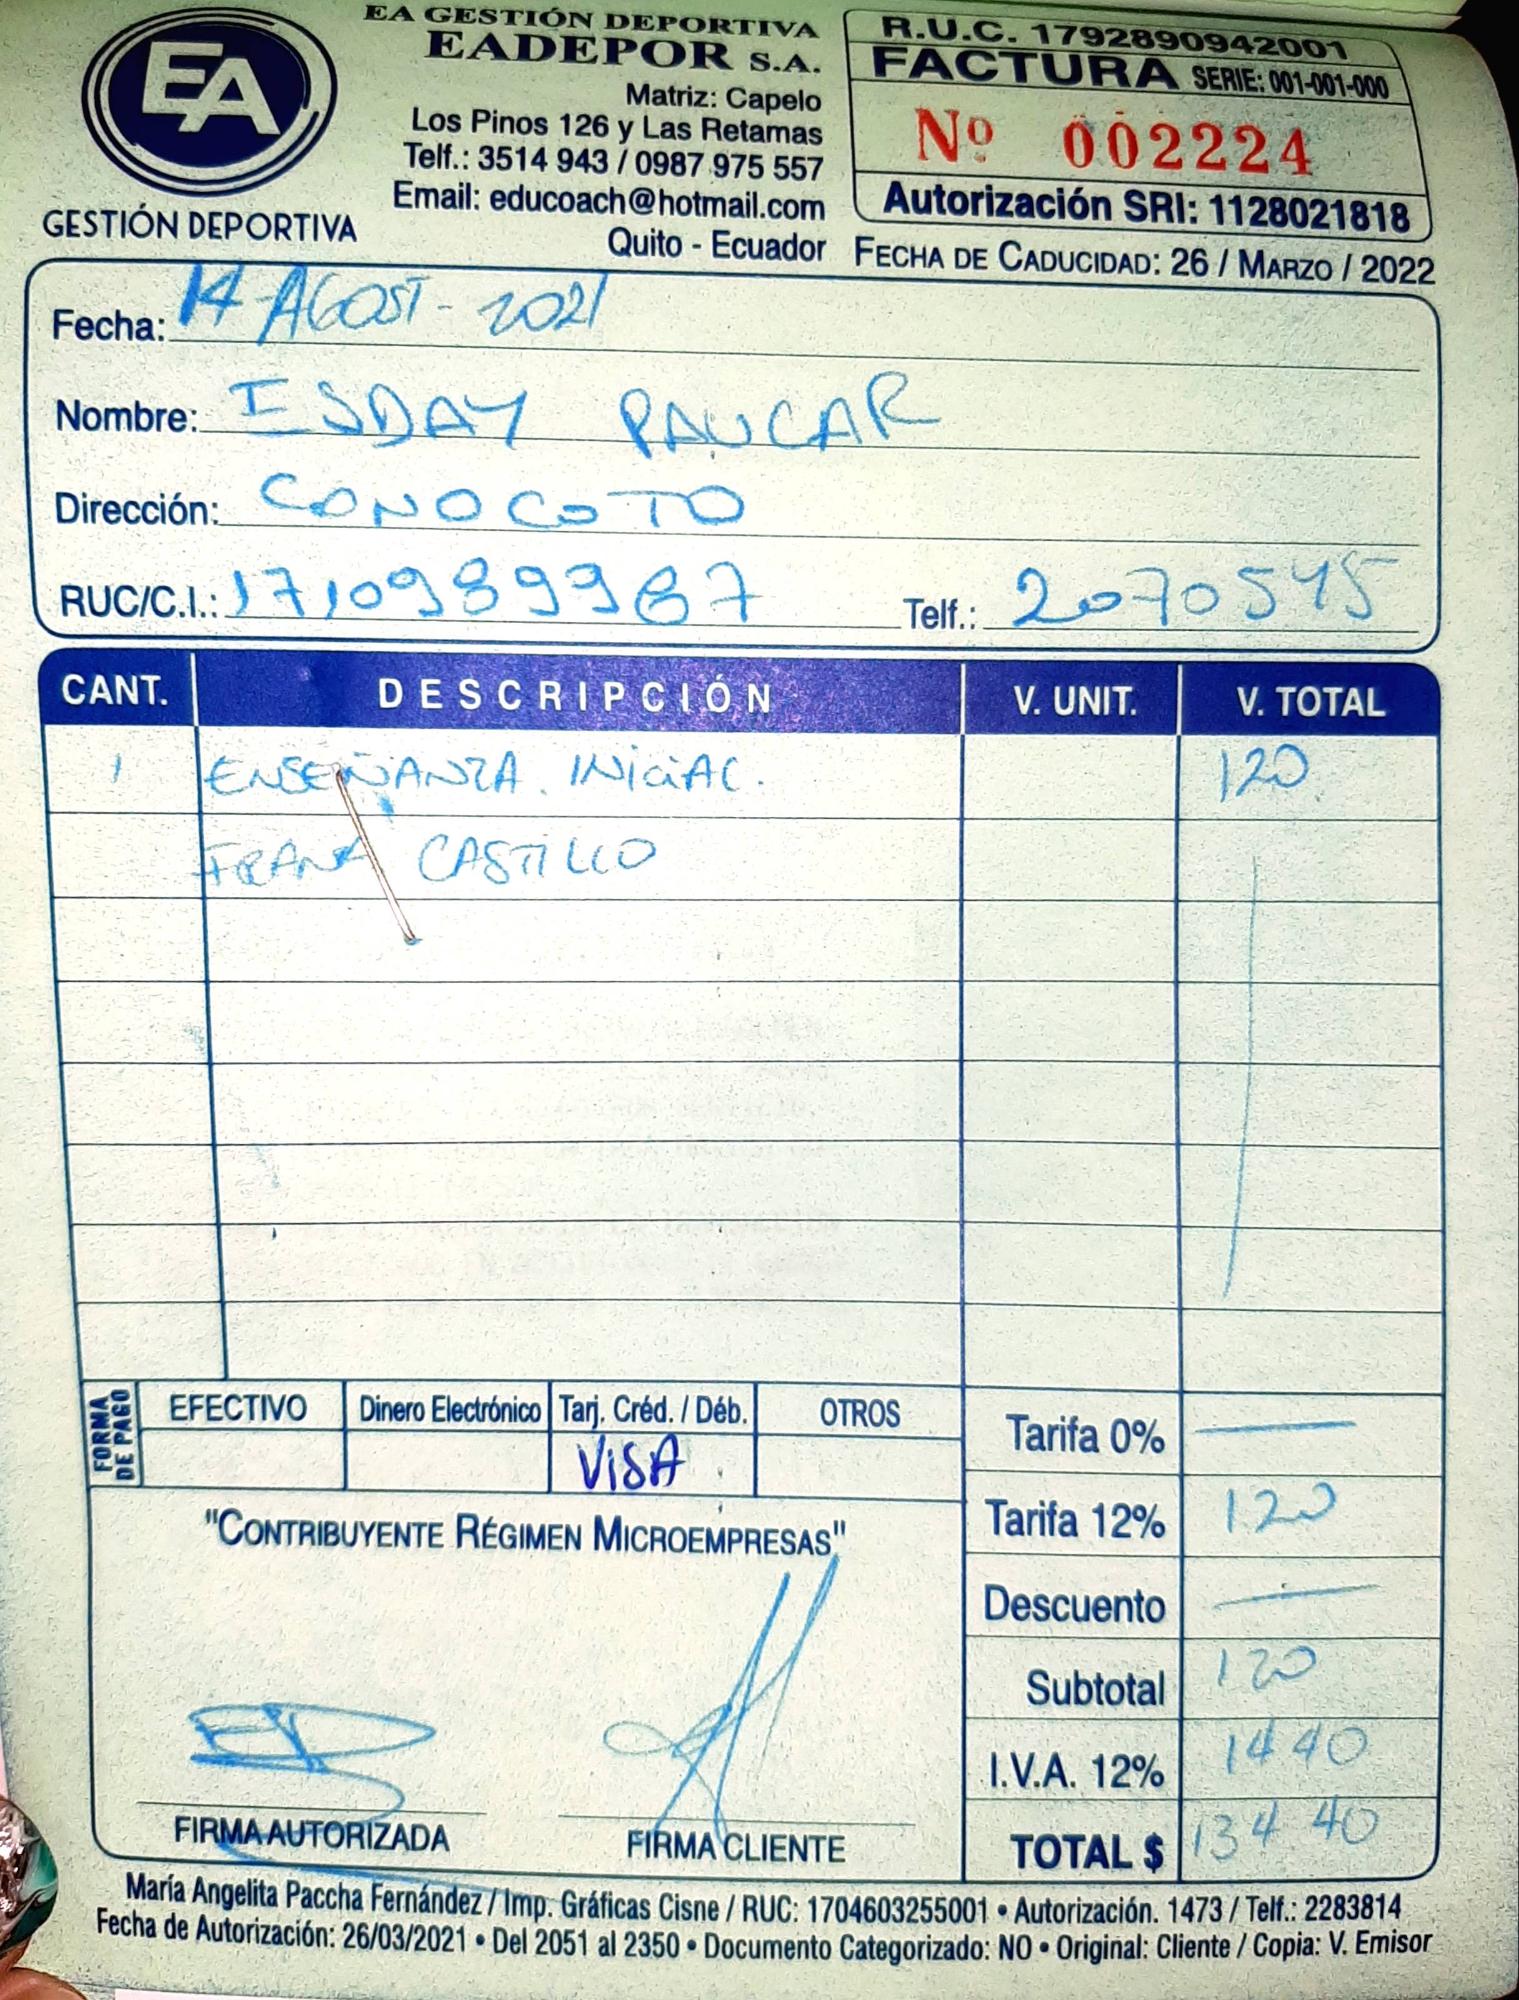 EA GESTIÓN DEPORTIVA
EADEPOR S.A.
Matriz: Capelo
Los Pinos 126 y Las Retamas
Telf.: 3514 943 / 0987 975 557
Email: educoach@hotmail.com
Quito - Ecuador
EA
GESTIÓN DEPORTIVA
R.U.C. 1792890942001
FACTURA SERIE: 001-001-000
Nº 002224
Autorización SRI: 1128021818
FECHA DE CADUCIDAD: 26 / MARZO / 2022
Fecha: 14-AGOST-2021
Nombre: ISDAY PAUCAR
Dirección: CONOCOTO
RUC/C.I.: 1710989987 Telf.: 2070545
CANT. DESCRIPCIÓN V. UNIT. V. TOTAL
1 ENSEÑANZA INICIAL. 120
CASTILLO
FORMA DE PAGO
EFECTIVO Dinero Electrónico Tarj. Créd. / Déb. OTROS
VISA
Tarifa 0% —
Tarifa 12% 120
Descuento —
Subtotal 120
I.V.A. 12% 14 40
TOTAL $ 134 40
"CONTRIBUYENTE RÉGIMEN MICROEMPRESAS"
FIRMA AUTORIZADA FIRMA CLIENTE
María Angelita Paccha Fernández / Imp. Gráficas Cisne / RUC: 1704603255001 • Autorización. 1473 / Telf.: 2283814
Fecha de Autorización: 26/03/2021 • Del 2051 al 2350 • Documento Categorizado: NO • Original: Cliente / Copia: V. Emisor